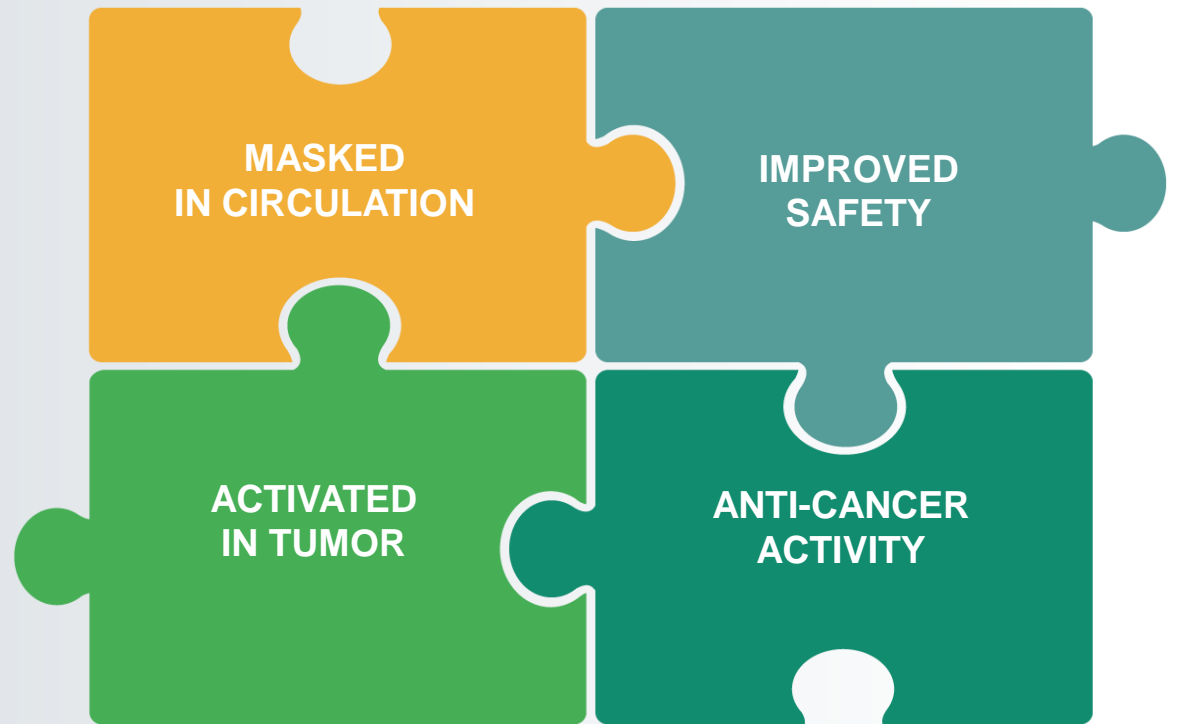 MASKED
IN CIRCULATION
IMPROVED
SAFETY
ACTIVATED
IN TUMOR
ANTI-CANCER
ACTIVITY